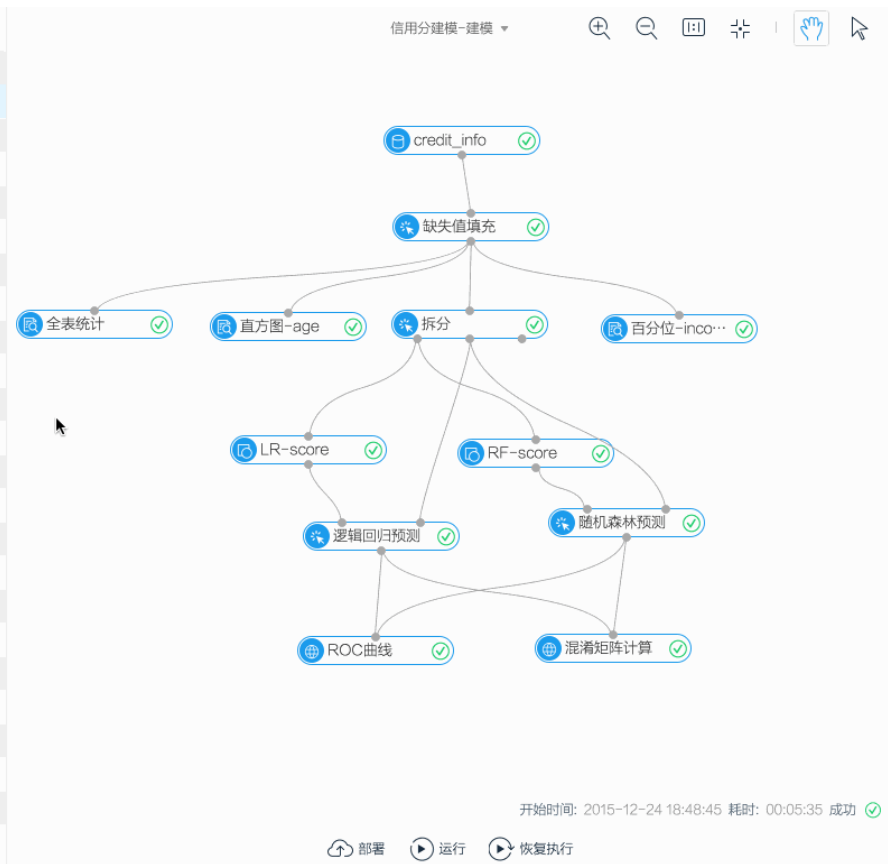 信用分建模-建模
credit_info
缺失值填充
全表统计
直方图-age
拆分
百分位-inco···
LR-score
RF-score
逻辑回归预测
随机森林预测
ROC曲线
混淆矩阵计算
开始时间: 2015-12-24 18:48:45 耗时: 00:05:35 成功
部署 运行 恢复执行